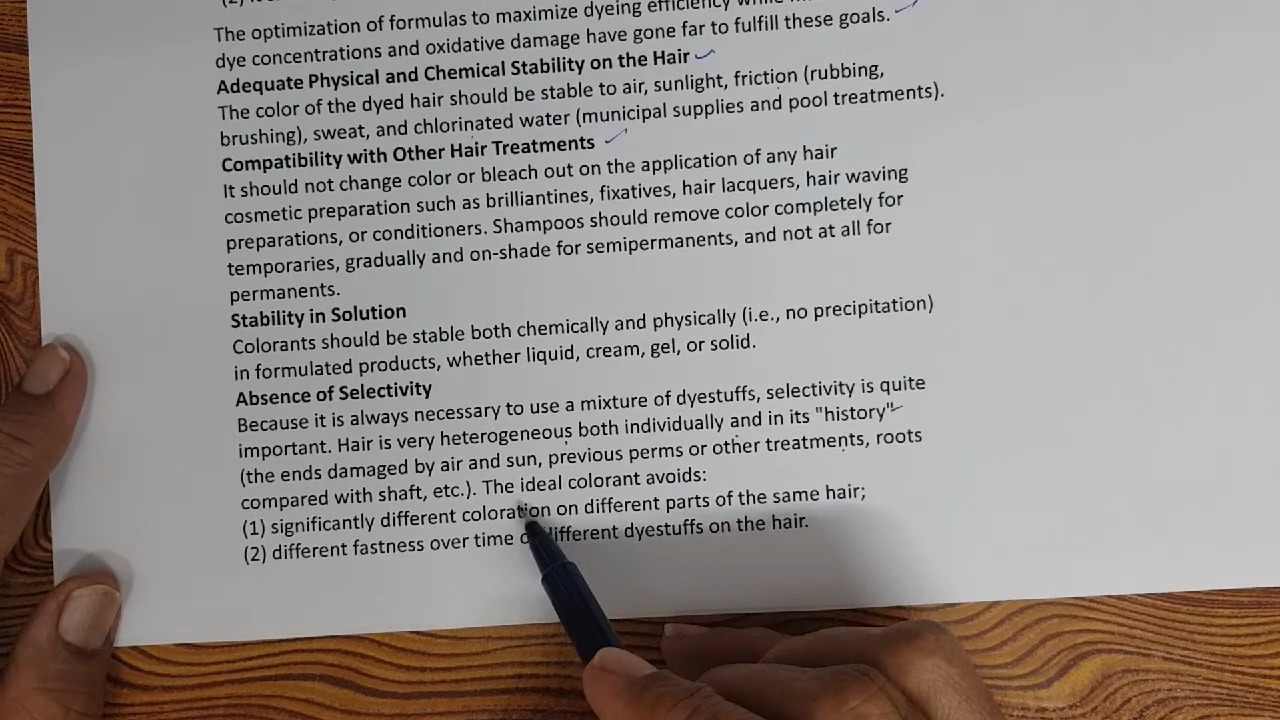 The optimization of formulas to maximize dyeing efficiency
dye concentrations and oxidative damage have gone far to fulfill these goals.
Adequate Physical and Chemical Stability on the Hair
The color of the dyed hair should be stable to air, sunlight, friction (rubbing,
brushing), sweat, and chlorinated water (municipal supplies and pool treatments).
Compatibility with Other Hair Treatments
It should not change color or bleach out on the application of any hair
cosmetic preparation such as brilliantines, fixatives, hair lacquers, hair waving
preparations, or conditioners. Shampoos should remove color completely for
temporaries, gradually and on-shade for semipermanents, and not at all for
permanents.
Stability in Solution
Colorants should be stable both chemically and physically (i.e., no precipitation)
in formulated products, whether liquid, cream, gel, or solid.
Absence of Selectivity
Because it is always necessary to use a mixture of dyestuffs, selectivity is quite
important. Hair is very heterogeneous both individually and in its "history"
(the ends damaged by air and sun, previous perms or other treatments, roots
compared with shaft, etc.). The ideal colorant avoids:
(1) significantly different coloration on different parts of the same hair;
(2) different fastness over time different dyestuffs on the hair.